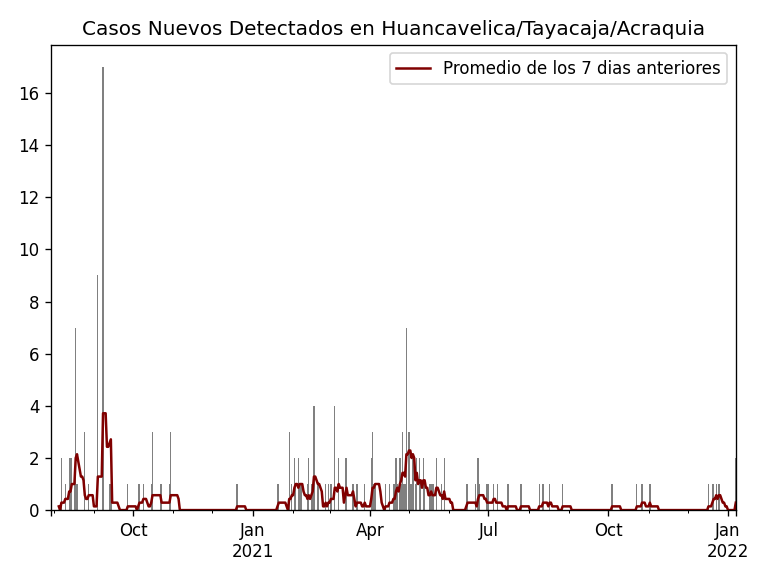 Casos Nuevos Detectados en Huancavelica/Tayacaja/Acraquia
Promedio de los 7 dias anteriores
16
14
12
10
8
6
4
2
0
Oct
Jan
2021
Apr
Jul
Oct
Jan
2022